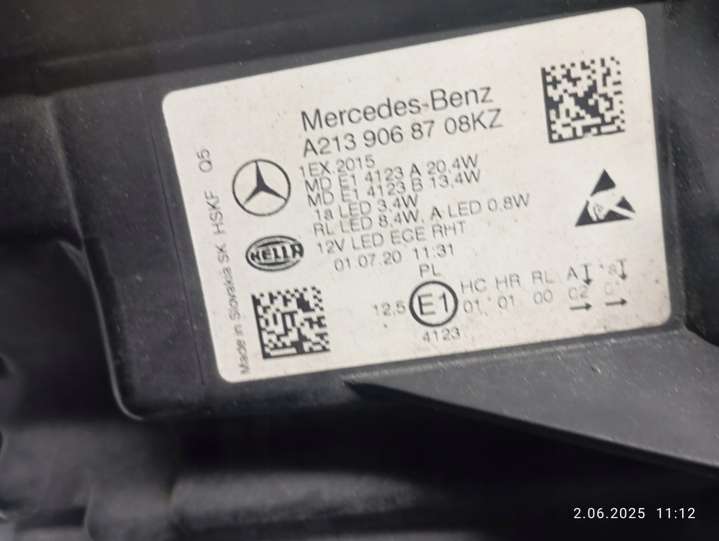 Mercedes-Benz
A213 906 87 08KZ
1EX 2015
MD E1 4123 A 20.4W
MD E1 4123 B 13.4W
1a LED 3.4W
RL LED 8.4W, A LED 0.8W
12V LED ECE RHT
01.07.20 11:31
PL
HC HR RL A
12,5 E1 01 01 00 02
4123
HELLA
Made in Slovakia SK HSKF Q5
2.06.2025 11:12